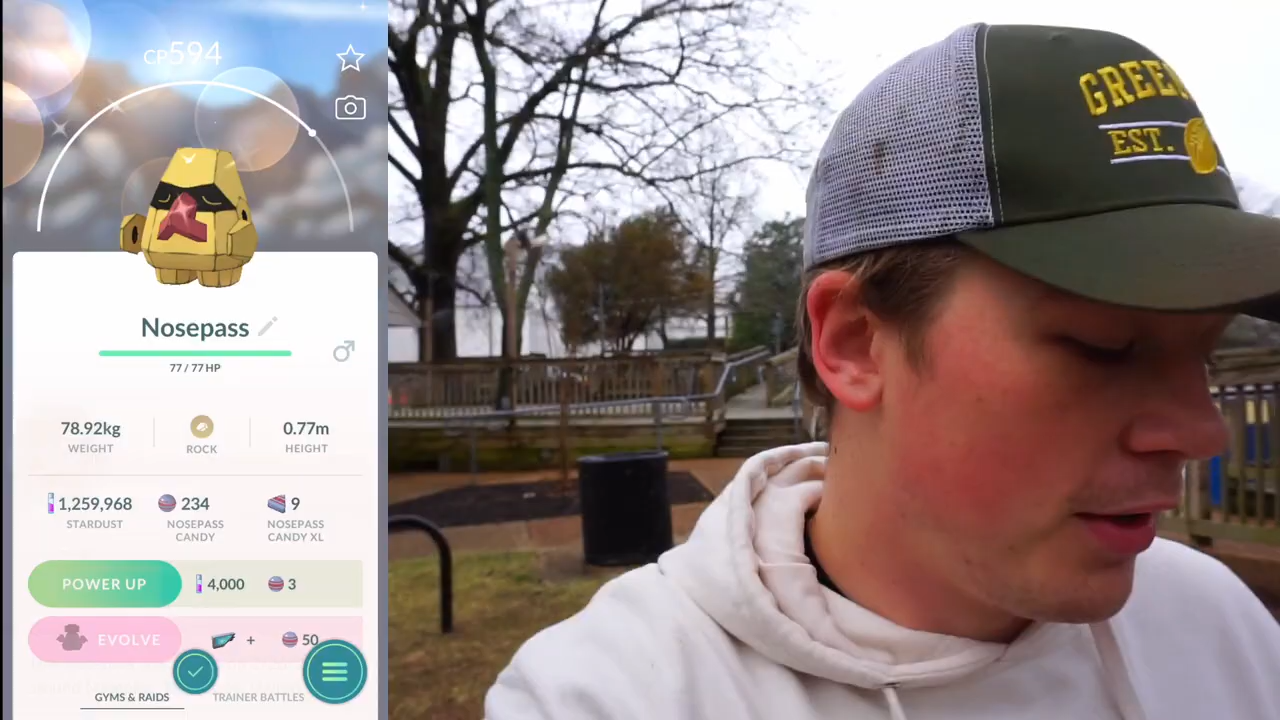 CP594
Nosepass
77 / 77 HP
78.92kg
WEIGHT
ROCK
0.77m
HEIGHT
1,259,968
STARDUST
234
NOSEPASS
CANDY
9
NOSEPASS
CANDY XL
POWER UP
4,000
3
EVOLVE
+
50
GYMS & RAIDS
TRAINER BATTLES
EST.